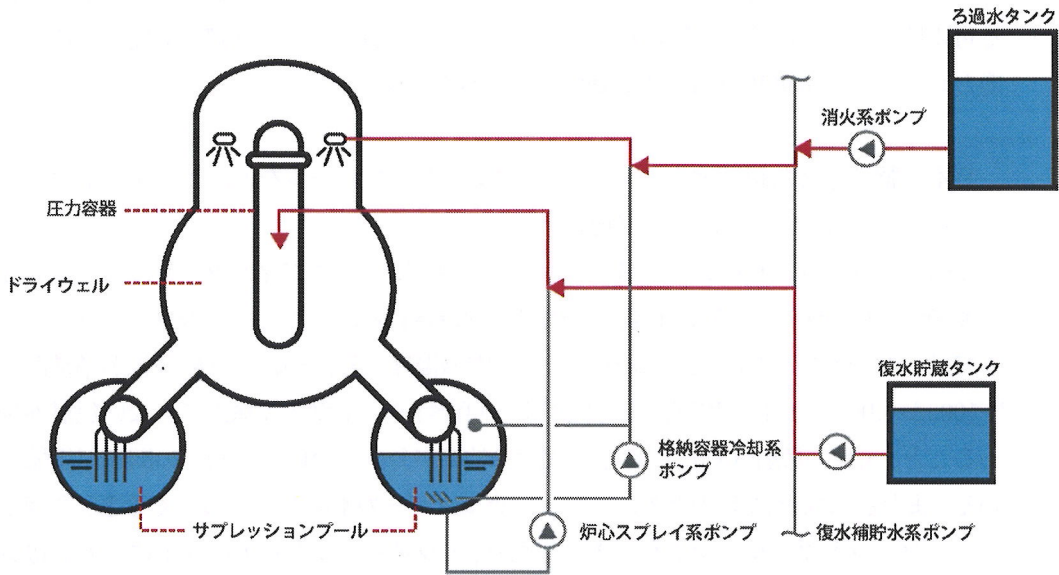 ろ過水タンク
消火系ポンプ
圧力容器
ドライウェル
復水貯蔵タンク
格納容器冷却系
ポンプ
サプレッションプール
炉心スプレイ系ポンプ
復水補貯水系ポンプ